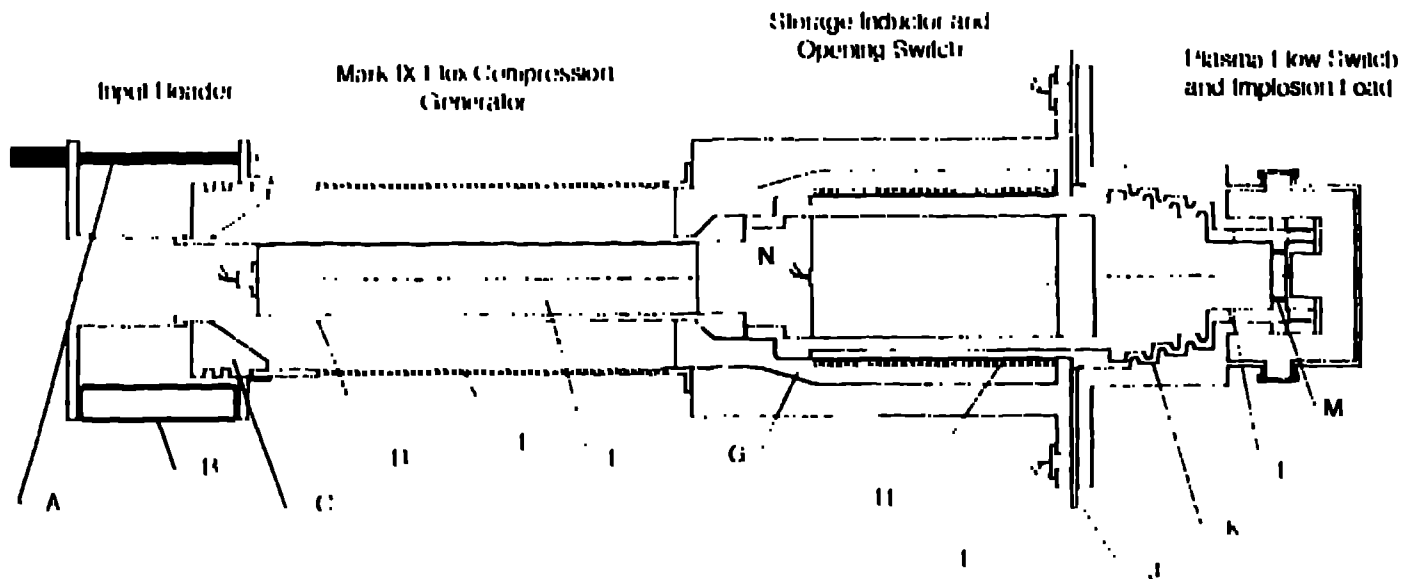 Storage Inductor and
Opening Switch
Plasma Flow Switch
and Implosion Load
Mark IX Flux Compression
Generator
Input Header
N
M
G
B
A
C
K
J